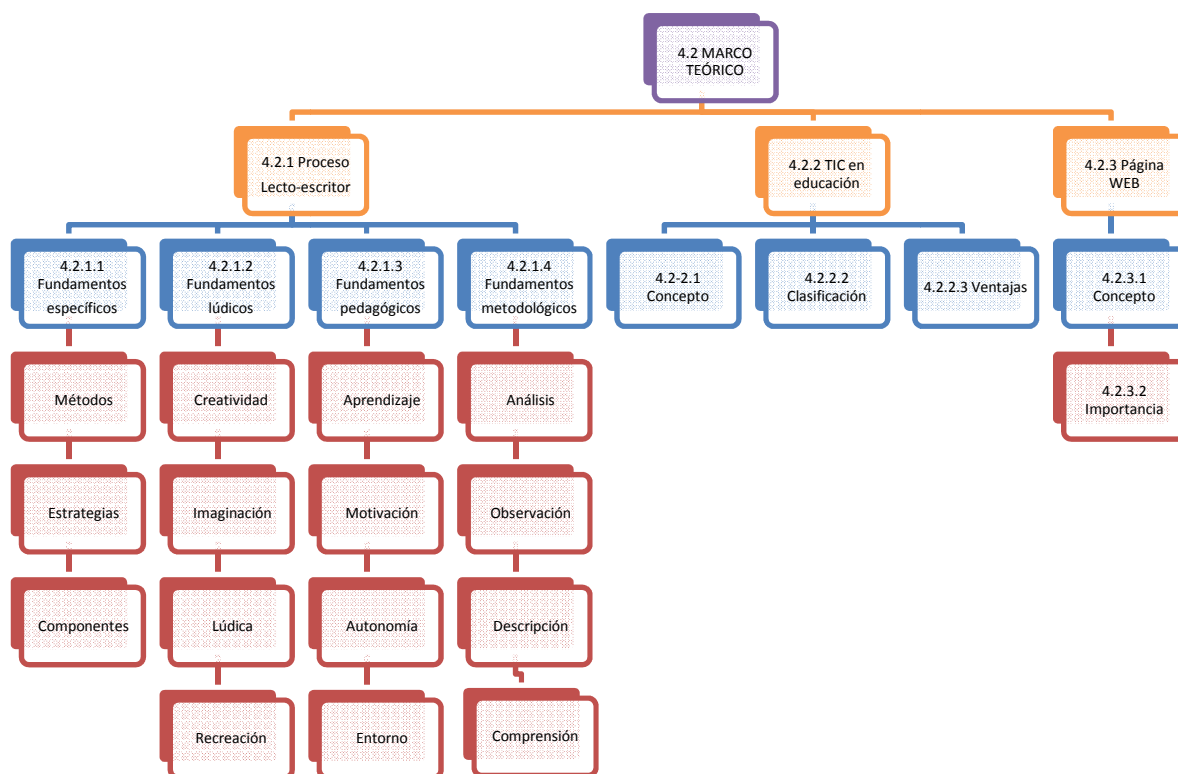 4.2 MARCO
TEÓRICO
4.2.1 Proceso
Lecto-escritor
4.2.2 TIC en
educación
4.2.3 Página
WEB
4.2.1.1
Fundamentos
específicos
4.2.1.2
Fundamentos
lúdicos
4.2.1.3
Fundamentos
pedagógicos
4.2.1.4
Fundamentos
metodológicos
4.2-2.1
Concepto
4.2.2.2
Clasificación
4.2.2.3 Ventajas
4.2.3.1
Concepto
Métodos
Creatividad
Aprendizaje
Análisis
4.2.3.2
Importancia
Estrategias
Imaginación
Motivación
Observación
Componentes
Lúdica
Autonomía
Descripción
Recreación
Entorno
Comprensión